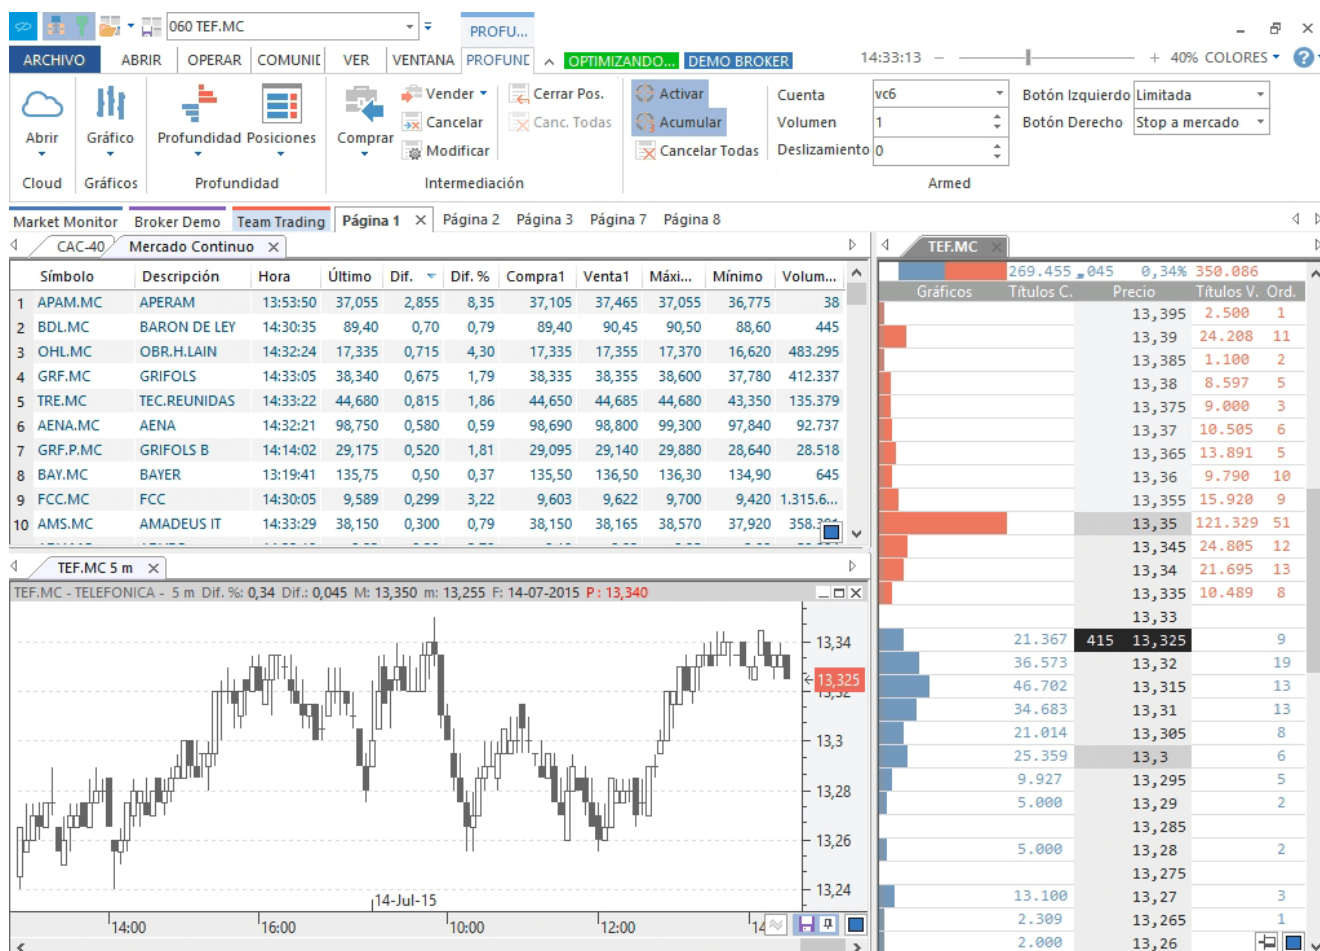 060 TEF.MC
PROFU...
ARCHIVO ABRIR OPERAR COMUNI VER VENTANA PROFUND OPTIMIZANDO... DEMO BROKER 14:33:13 − + 40% COLORES ?
Abrir Gráfico Profundidad Posiciones Comprar
Vender Cerrar Pos. Activar Cuenta vc6 Botón Izquierdo Limitada
Cancelar Canc. Todas Acumular Volumen 1 Botón Derecho Stop a mercado
Modificar Cancelar Todas Deslizamiento 0
Cloud Gráficos Profundidad Intermediación Armed
Market Monitor Broker Demo Team Trading Página 1 Página 2 Página 3 Página 7 Página 8
CAC-40 Mercado Continuo
Símbolo Descripción Hora Último Dif. Dif. % Compra1 Venta1 Máxi... Mínimo Volum...
1 APAM.MC APERAM 13:53:50 37,055 2,855 8,35 37,105 37,465 37,055 36,775 38
2 BDL.MC BARON DE LEY 14:30:35 89,40 0,70 0,79 89,40 90,45 90,50 88,60 445
3 OHL.MC OBR.H.LAIN 14:32:24 17,335 0,715 4,30 17,335 17,355 17,370 16,620 483.295
4 GRF.MC GRIFOLS 14:33:05 38,340 0,675 1,79 38,335 38,355 38,600 37,780 412.337
5 TRE.MC TEC.REUNIDAS 14:33:22 44,680 0,815 1,86 44,650 44,685 44,680 43,350 135.379
6 AENA.MC AENA 14:32:21 98,750 0,580 0,59 98,690 98,800 99,300 97,840 92.737
7 GRF.P.MC GRIFOLS B 14:14:02 29,175 0,520 1,81 29,095 29,140 29,880 28,640 28.518
8 BAY.MC BAYER 13:19:41 135,75 0,50 0,37 135,50 136,50 136,30 134,90 645
9 FCC.MC FCC 14:30:05 9,589 0,299 3,22 9,603 9,622 9,700 9,420 1.315.6...
10 AMS.MC AMADEUS IT 14:33:29 38,150 0,300 0,79 38,150 38,165 38,570 37,920
TEF.MC 5 m
TEF.MC - TELEFONICA - 5 m Dif. %: 0,34 Dif.: 0,045 M: 13,350 m: 13,255 F: 14-07-2015 P : 13,340
13,34
13,325
13,32
13,3
13,28
13,26
13,24
14-Jul-15
14:00 16:00 10:00 12:00 14
TEF.MC
269.455 045 0,34% 350.086
Gráficos Títulos C. Precio Títulos V. Ord.
13,395 2.500 1
13,39 24.208 11
13,385 1.100 2
13,38 8.597 5
13,375 9.000 3
13,37 10.505 6
13,365 13.891 5
13,36 9.790 10
13,355 15.920 9
13,35 121.329 51
13,345 24.805 12
13,34 21.695 13
13,335 10.489 8
13,33
21.367 415 13,325 9
36.573 13,32 19
46.702 13,315 13
34.683 13,31 13
21.014 13,305 8
25.359 13,3 6
9.927 13,295 5
5.000 13,29 2
13,285
5.000 13,28 2
13,275
13.100 13,27 3
2.309 13,265 1
2.000 13,26